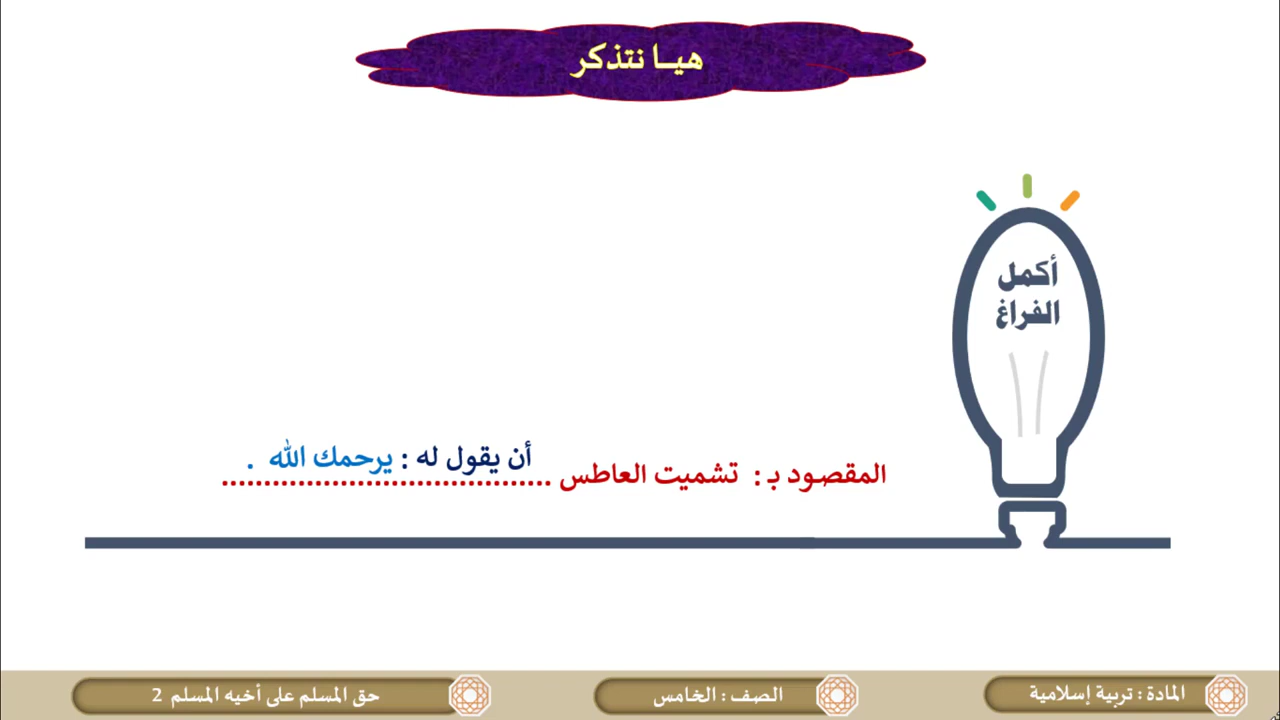 هيا نتذكر
أكمل
الفراغ
المقصود بـ : تشميت العاطس ...................................... أن يقول له : يرحمك الله .
المادة : تربية إسلامية
الصف : الخامس
حق المسلم على أخيه المسلم 2